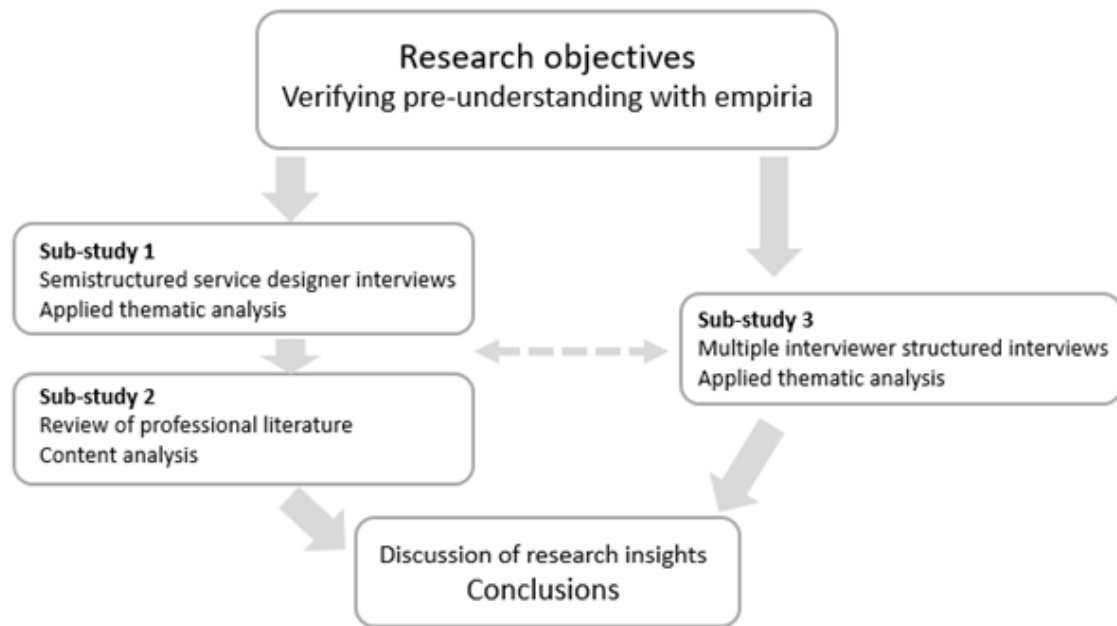 Research objectives
Verifying pre-understanding with empiria
Sub-study 1
Semistructured service designer interviews
Applied thematic analysis
Sub-study 2
Review of professional literature
Content analysis
Sub-study 3
Multiple interviewer structured interviews
Applied thematic analysis
Discussion of research insights
Conclusions